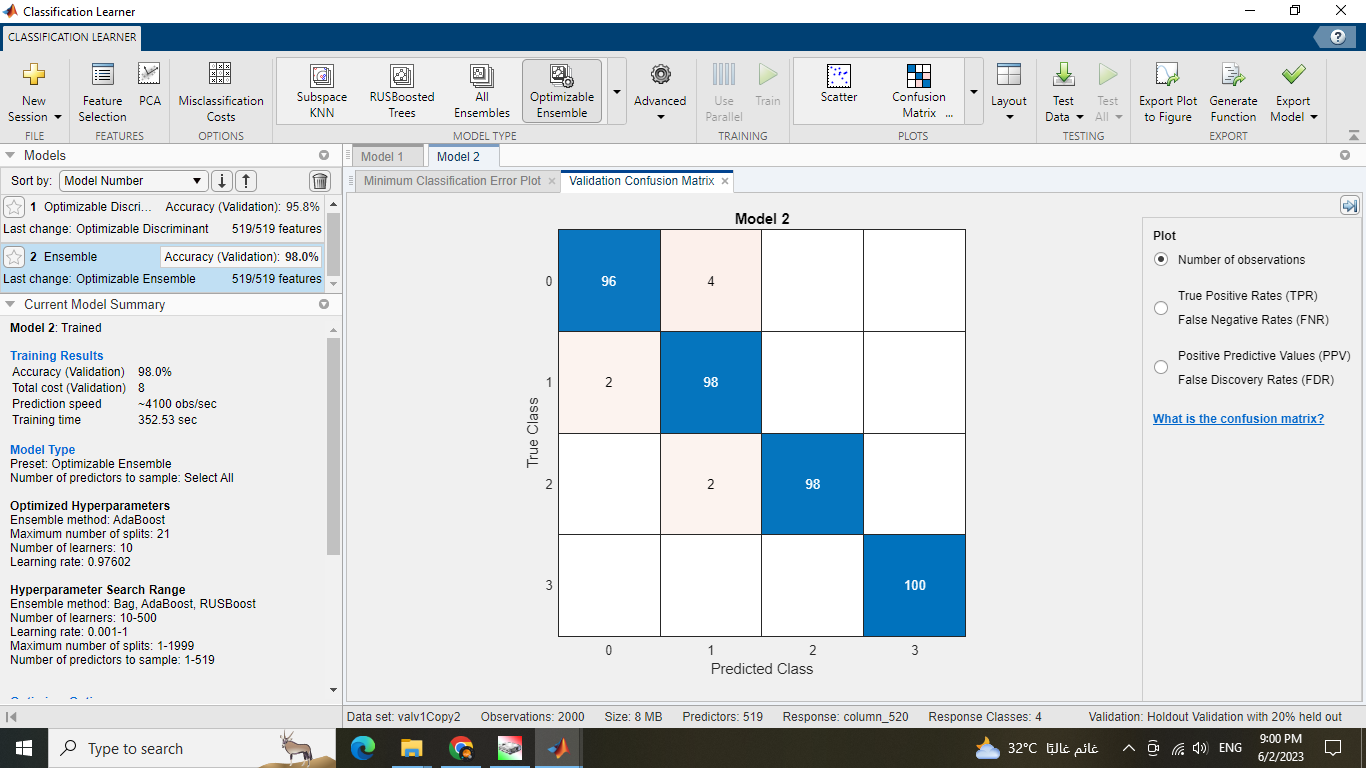 Classification Learner
CLASSIFICATION LEARNER
New Session
FILE
Feature Selection
PCA
FEATURES
Misclassification Costs
OPTIONS
Subspace KNN
RUSBoosted Trees
All Ensembles
Optimizable Ensemble
MODEL TYPE
Advanced
Use Parallel
Train
TRAINING
Scatter
Confusion Matrix ...
PLOTS
Layout
Test Data
Test All
TESTING
Export Plot to Figure
Generate Function
Export Model
EXPORT
Models
Sort by: Model Number
1 Optimizable Discri... Accuracy (Validation): 95.8%
Last change: Optimizable Discriminant 519/519 features
2 Ensemble Accuracy (Validation): 98.0%
Last change: Optimizable Ensemble 519/519 features
Current Model Summary
Model 2: Trained
Training Results
Accuracy (Validation) 98.0%
Total cost (Validation) 8
Prediction speed ~4100 obs/sec
Training time 352.53 sec
Model Type
Preset: Optimizable Ensemble
Number of predictors to sample: Select All
Optimized Hyperparameters
Ensemble method: AdaBoost
Maximum number of splits: 21
Number of learners: 10
Learning rate: 0.97602
Hyperparameter Search Range
Ensemble method: Bag, AdaBoost, RUSBoost
Number of learners: 10-500
Learning rate: 0.001-1
Maximum number of splits: 1-1999
Number of predictors to sample: 1-519
Model 1
Model 2
Minimum Classification Error Plot
Validation Confusion Matrix
Model 2
0 96 4
1 2 98
2 2 98
3 100
0 1 2 3
True Class
Predicted Class
Plot
Number of observations
True Positive Rates (TPR)
False Negative Rates (FNR)
Positive Predictive Values (PPV)
False Discovery Rates (FDR)
What is the confusion matrix?
Data set: valv1Copy2 Observations: 2000 Size: 8 MB Predictors: 519 Response: column_520 Response Classes: 4 Validation: Holdout Validation with 20% held out
Type here to search
32°C غائم غالبًا
ENG
9:00 PM
6/2/2023